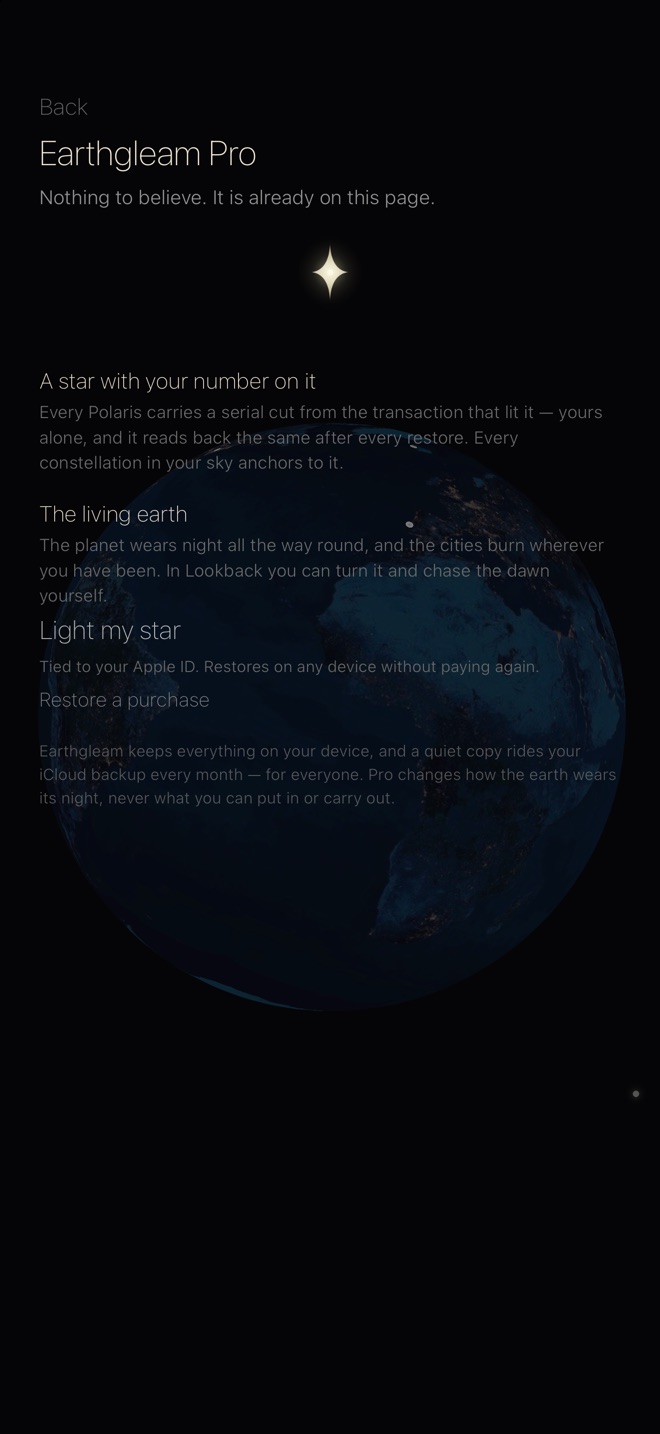 Back
Earthgleam Pro
Nothing to believe. It is already on this page.
A star with your number on it
Every Polaris carries a serial cut from the transaction that lit it — yours
alone, and it reads back the same after every restore. Every
constellation in your sky anchors to it.
The living earth
The planet wears night all the way round, and the cities burn wherever
you have been. In Lookback you can turn it and chase the dawn
yourself.
Light my star
Tied to your Apple ID. Restores on any device without paying again.
Restore a purchase
Earthgleam keeps everything on your device, and a quiet copy rides your
iCloud backup every month — for everyone. Pro changes how the earth wears
its night, never what you can put in or carry out.